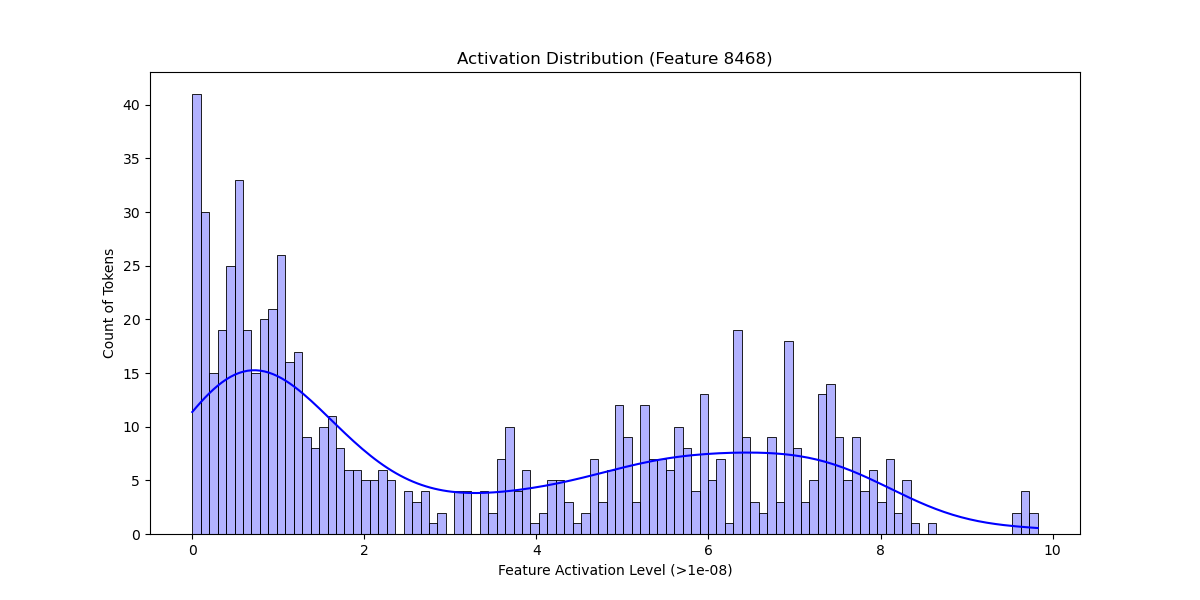 Activation Distribution (Feature 8468)
40
35
30
25
20
15
10
5
0
Count of Tokens
0 2 4 6 8 10
Feature Activation Level (>1e-08)